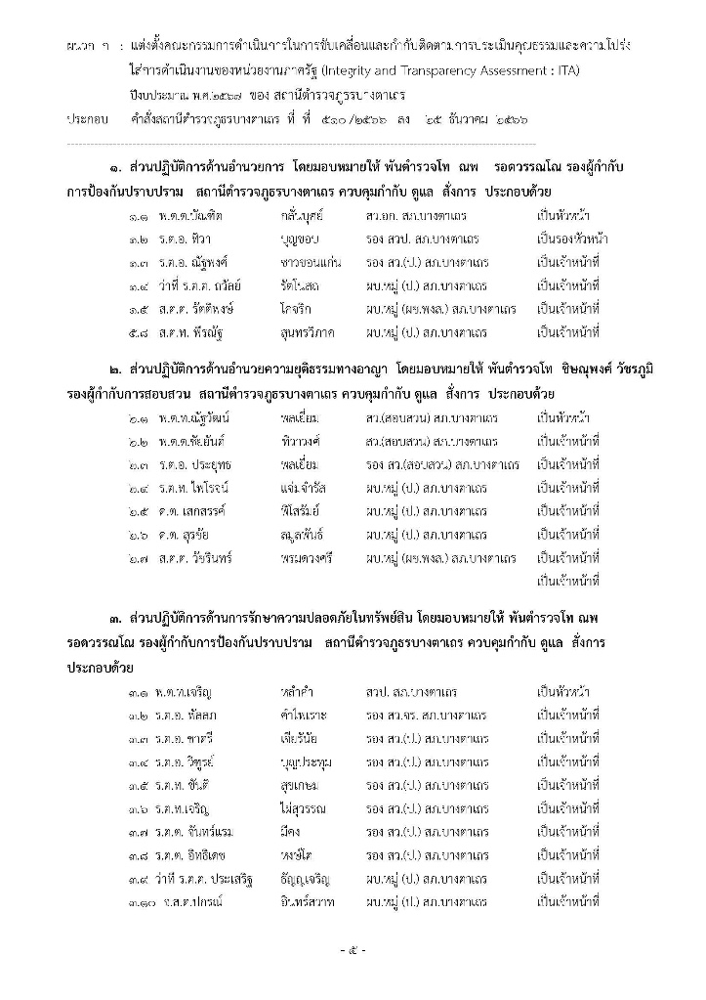 ผนวก ก : แต่งตั้งคณะกรรมการดำเนินการในการขับเคลื่อนและกำกับติดตามการประเมินคุณธรรมและความโปร่ง
ใสการดำเนินงานของหน่วยงานภาครัฐ (Integrity and Transparency Assessment : ITA)
ปีงบประมาณ พ.ศ.๒๕๖๗ ของ สถานีตำรวจภูธรบางตาเถร
ประกอบ คำสั่งสถานีตำรวจภูธรบางตาเถร ที่ ที่ ๕๑๐/๒๕๖๖ ลง ๒๕ ธันวาคม ๒๕๖๖
๑. ส่วนปฏิบัติการด้านอำนวยการ โดยมอบหมายให้ พันตำรวจโท ณพ รอดวรรณโณ รองผู้กำกับ
การป้องกันปราบปราม สถานีตำรวจภูธรบางตาเถร ควบคุมกำกับ ดูแล สั่งการ ประกอบด้วย
๑.๑ พ.ต.ต.บัณฑิต กลั่นบุศย์ สว.อก. สภ.บางตาเถร เป็นหัวหน้า
๑.๒ ร.ต.อ. ทิวา บุญชอบ รอง สวป. สภ.บางตาเถร เป็นรองหัวหน้า
๑.๓ ร.ต.อ. ณัฐพงศ์ ชาวขอนแก่น รอง สว.(ป.) สภ.บางตาเถร เป็นเจ้าหน้าที่
๑.๔ ว่าที่ ร.ต.ต. ถวัลย์ รัตโนสถ ผบ.หมู่ (ป.) สภ.บางตาเถร เป็นเจ้าหน้าที่
๑.๕ ส.ต.ต. รัตติพงษ์ โคจริก ผบ.หมู่ (ผช.พงส.) สภ.บางตาเถร เป็นเจ้าหน้าที่
๕.๘ ส.ต.ท. พีรณัฐ สุนทรวิภาค ผบ.หมู่ (ป.) สภ.บางตาเถร เป็นเจ้าหน้าที่
๒. ส่วนปฏิบัติการด้านอำนวยความยุติธรรมทางอาญา โดยมอบหมายให้ พันตำรวจโท ชิษณุพงศ์ วัชรภูมิ
รองผู้กำกับการสอบสวน สถานีตำรวจภูธรบางตาเถร ควบคุมกำกับ ดูแล สั่งการ ประกอบด้วย
๒.๑ พ.ต.ท.ณัฐวัฒน์ พลเยี่ยม สว.(สอบสวน) สภ.บางตาเถร เป็นหัวหน้า
๒.๒ พ.ต.ต.ชัยยันต์ ทิวาวงศ์ สว.(สอบสวน) สภ.บางตาเถร เป็นเจ้าหน้าที่
๒.๓ ร.ต.อ. ประยุทธ พลเยี่ยม รอง สว.(สอบสวน) สภ.บางตาเถร เป็นเจ้าหน้าที่
๒.๔ ร.ต.ท. ไพโรจน์ แจ่มจำรัส ผบ.หมู่ (ป.) สภ.บางตาเถร เป็นเจ้าหน้าที่
๒.๕ ด.ต. เสกสรรค์ พิโสรัมย์ ผบ.หมู่ (ป.) สภ.บางตาเถร เป็นเจ้าหน้าที่
๒.๖ ด.ต. สุรชัย ลมูลพันธ์ ผบ.หมู่ (ป.) สภ.บางตาเถร เป็นเจ้าหน้าที่
๒.๗ ส.ต.ต. วัชรินทร์ พรมดวงศรี ผบ.หมู่ (ผช.พงส.) สภ.บางตาเถร เป็นเจ้าหน้าที่
เป็นเจ้าหน้าที่
๓. ส่วนปฏิบัติการด้านการรักษาความปลอดภัยในทรัพย์สิน โดยมอบหมายให้ พันตำรวจโท ณพ
รอดวรรณโณ รองผู้กำกับการป้องกันปราบปราม สถานีตำรวจภูธรบางตาเถร ควบคุมกำกับ ดูแล สั่งการ
ประกอบด้วย
๓.๑ พ.ต.ท.เจริญ หลำคำ สวป. สภ.บางตาเถร เป็นหัวหน้า
๓.๒ ร.ต.อ. พัลลภ คำไพเราะ รอง สว.จร. สภ.บางตาเถร เป็นเจ้าหน้าที่
๓.๓ ร.ต.อ. ชาตรี เจียรนัย รอง สว.(ป.) สภ.บางตาเถร เป็นเจ้าหน้าที่
๓.๔ ร.ต.อ. วิฑูรย์ บุญประทุม รอง สว.(ป.) สภ.บางตาเถร เป็นเจ้าหน้าที่
๓.๕ ร.ต.ท. ขันติ สุขเกษม รอง สว.(ป.) สภ.บางตาเถร เป็นเจ้าหน้าที่
๓.๖ ร.ต.ท.เจริญ ไผ่สุวรรณ รอง สว.(ป.) สภ.บางตาเถร เป็นเจ้าหน้าที่
๓.๗ ร.ต.ต. จันทร์แรม มีคง รอง สว.(ป.) สภ.บางตาเถร เป็นเจ้าหน้าที่
๓.๘ ร.ต.ต. อิทธิเดช หงษ์โต รอง สว.(ป.) สภ.บางตาเถร เป็นเจ้าหน้าที่
๓.๙ ว่าที่ ร.ต.ต. ประเสริฐ ธัญญเจริญ ผบ.หมู่ (ป.) สภ.บางตาเถร เป็นเจ้าหน้าที่
๓.๑๐ จ.ส.ต.ปกรณ์ อินทร์สวาท ผบ.หมู่ (ป.) สภ.บางตาเถร เป็นเจ้าหน้าที่
- ๕ -